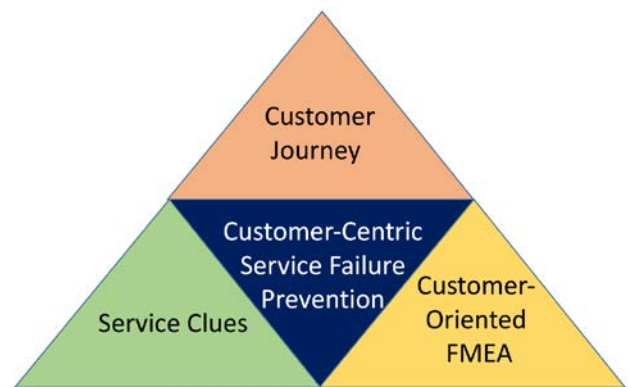 Customer
Journey
Customer-Centric
Service Failure
Prevention
Service Clues
Customer-
Oriented
FMEA